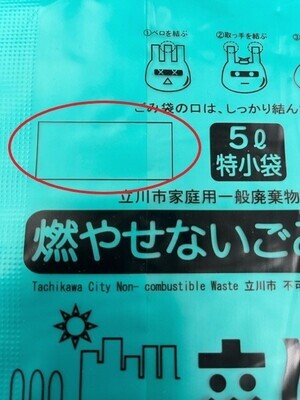 ①ベロを結ぶ ②取っ手を結ぶ ③
ごみ袋の口は、しっかり結ん
5ℓ
特小袋
立川市家庭用一般廃棄物
燃やせないご
Tachikawa City Non- combustible Waste 立川市 不可